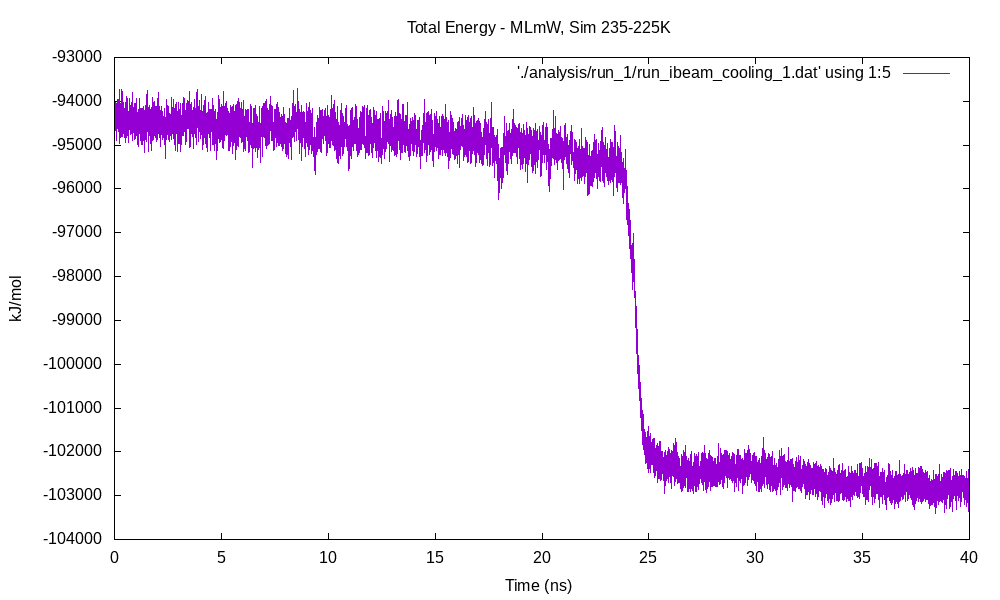 Total Energy - MLmW, Sim 235-225K
'./analysis/run_1/run_ibeam_cooling_1.dat' using 1:5
-93000
-94000
-95000
-96000
-97000
-98000
-99000
-100000
-101000
-102000
-103000
-104000
kJ/mol
0 5 10 15 20 25 30 35 40
Time (ns)